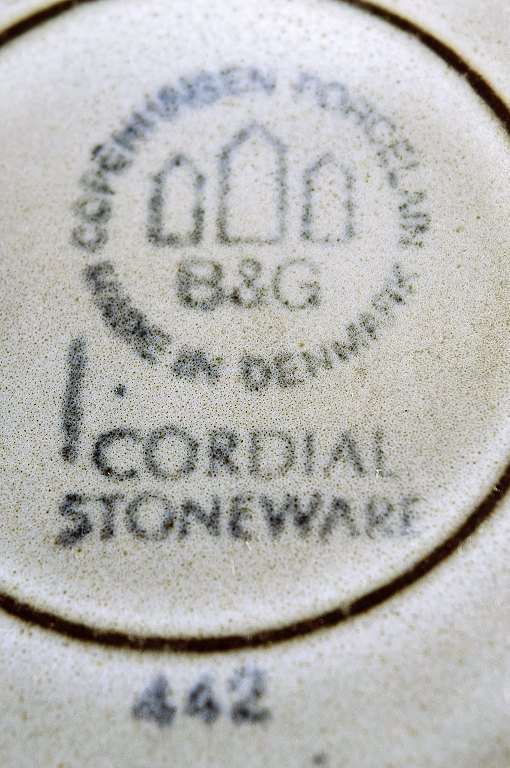 COPENHAGEN PORCELAIN
B&G
MADE IN DENMARK
CORDIAL
STONEWARE
442